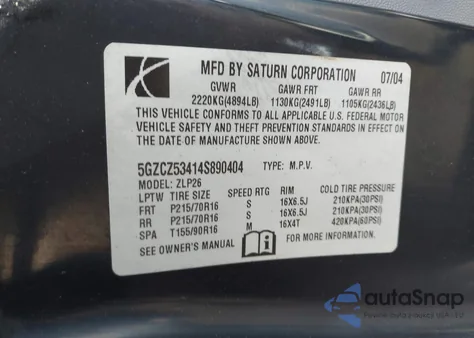 MFD BY SATURN CORPORATION 07/04
GVWR GAWR FRT GAWR RR
2220KG(4894LB) 1130KG(2491LB) 1105KG(2436LB)
THIS VEHICLE CONFORMS TO ALL APPLICABLE U.S. FEDERAL MOTOR
VEHICLE SAFETY, BUMPER, AND THEFT PREVENTION STANDARDS IN EFFECT ON
THE DATE OF MANUFACTURE SHOWN ABOVE.
5GZCZ53414S890404 TYPE: M.P.V.
MODEL: ZLP26
LPTW TIRE SIZE SPEED RTG RIM COLD TIRE PRESSURE
FRT P215/70R16 S 16X6.5J 210KPA(30PSI)
RR P215/70R16 S 16X6.5J 210KPA(30PSI)
SPA T155/90R16 M 16X4T 420KPA(60PSI)
SEE OWNER'S MANUAL FOR MORE INFORMATION.
autoSnap